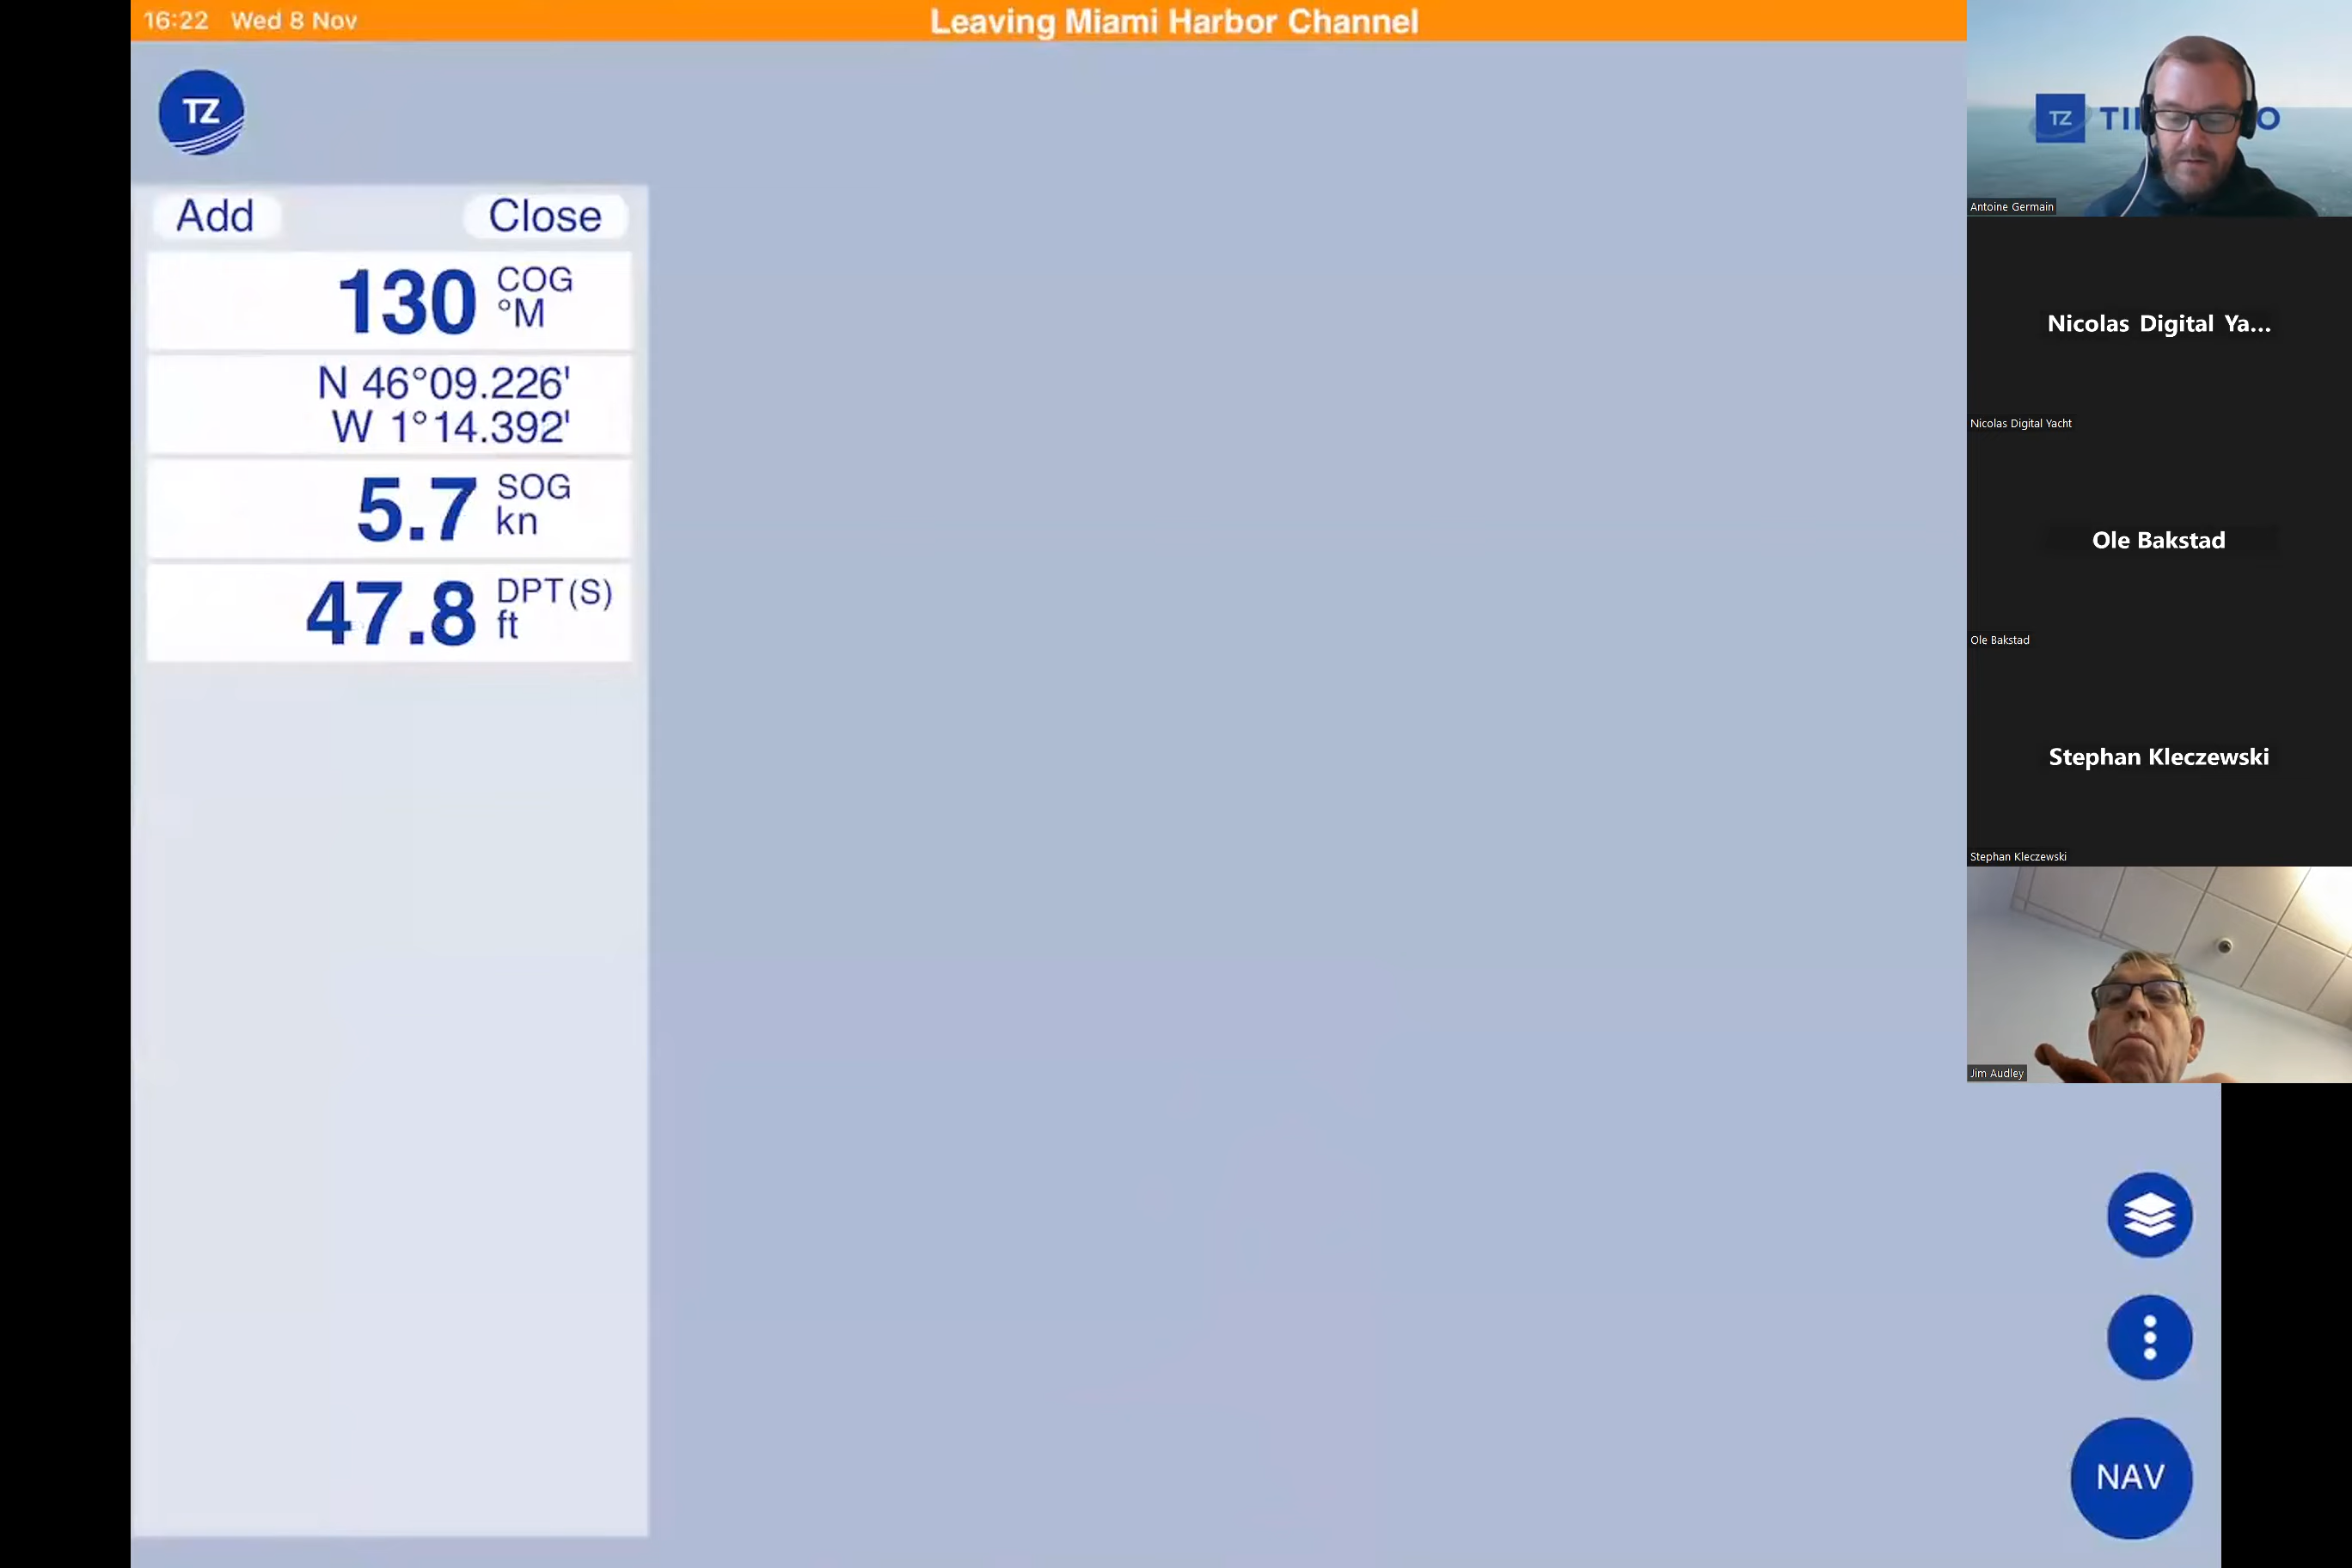 16:22 Wed 8 Nov
Leaving Miami Harbor Channel
TZ
Add
Close
130 COG °M
N 46°09.226'
W 1°14.392'
5.7 SOG kn
47.8 DPT(S) ft
NAV
TZ
Antoine Germain
Nicolas Digital Ya...
Nicolas Digital Yacht
Ole Bakstad
Ole Bakstad
Stephan Kleczewski
Stephan Kleczewski
Jim Audley